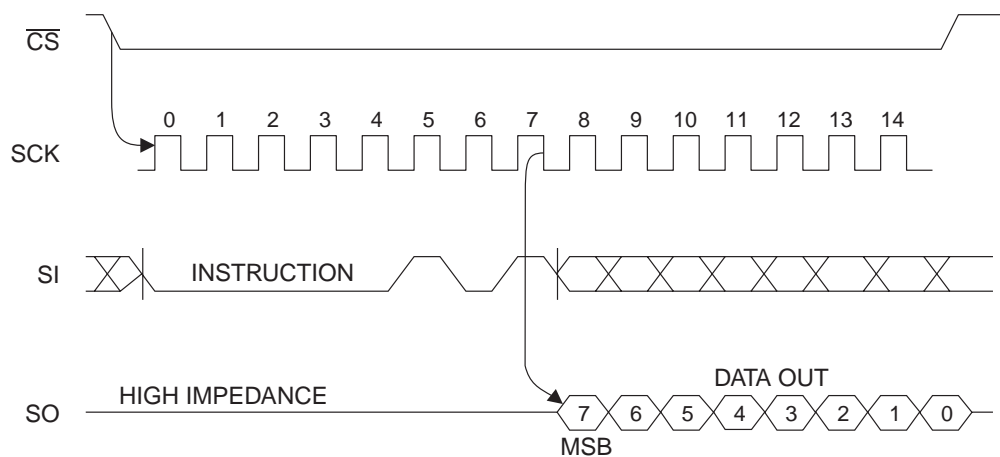 CS
0 1 2 3 4 5 6 7 8 9 10 11 12 13 14
SCK
SI
INSTRUCTION
HIGH IMPEDANCE
DATA OUT
SO
7 6 5 4 3 2 1 0
MSB